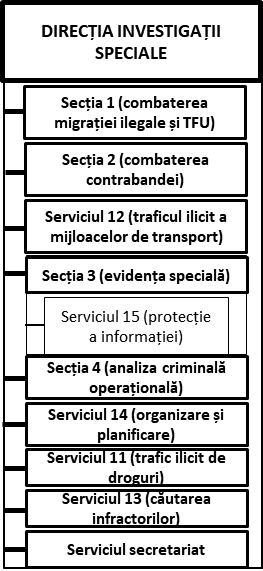 DIRECȚIA INVESTIGAȚII
SPECIALE
Secția 1 (combaterea
migrației ilegale și TFU)
Secția 2 (combaterea
contrabandei)
Serviciul 12 (traficul ilicit a
mijloacelor de transport)
Secția 3 (evidența specială)
Serviciul 15 (protecție
a informației)
Secția 4 (analiza criminală
operațională)
Serviciul 14 (organizare și
planificare)
Serviciul 11 (trafic ilicit de
droguri)
Serviciul 13 (căutarea
infractorilor)
Serviciul secretariat